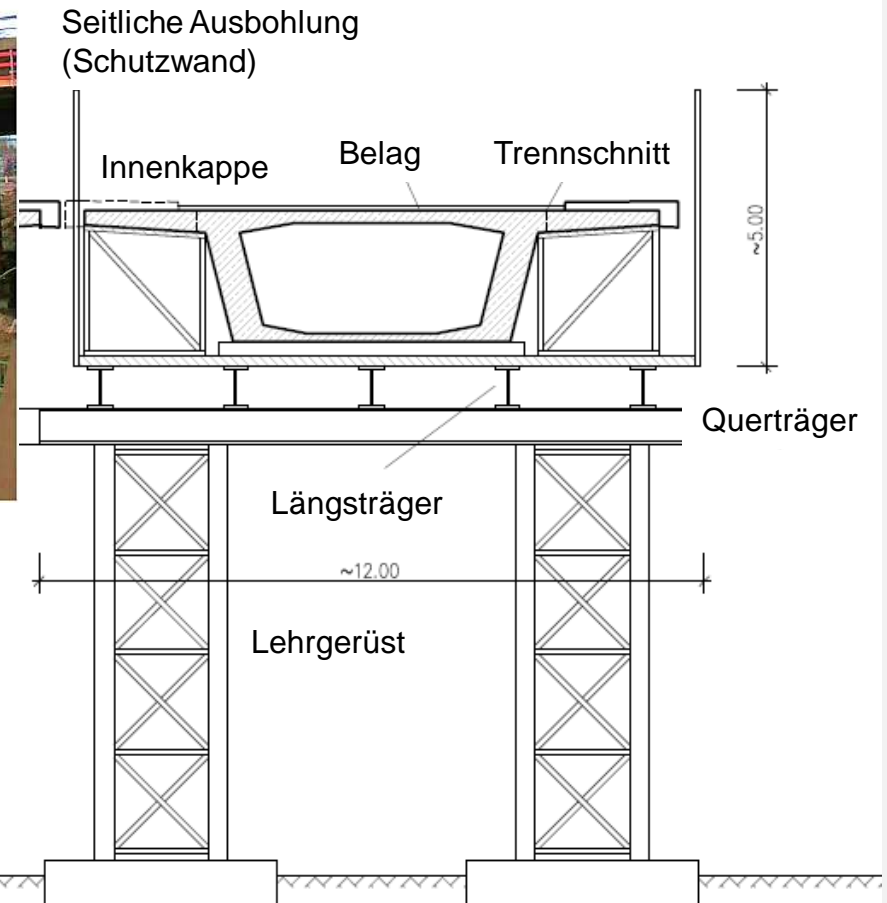 Seitliche Ausbohlung
(Schutzwand)
Innenkappe
Belag
Trennschnitt
~5.00
Querträger
Längsträger
~12.00
Lehrgerüst